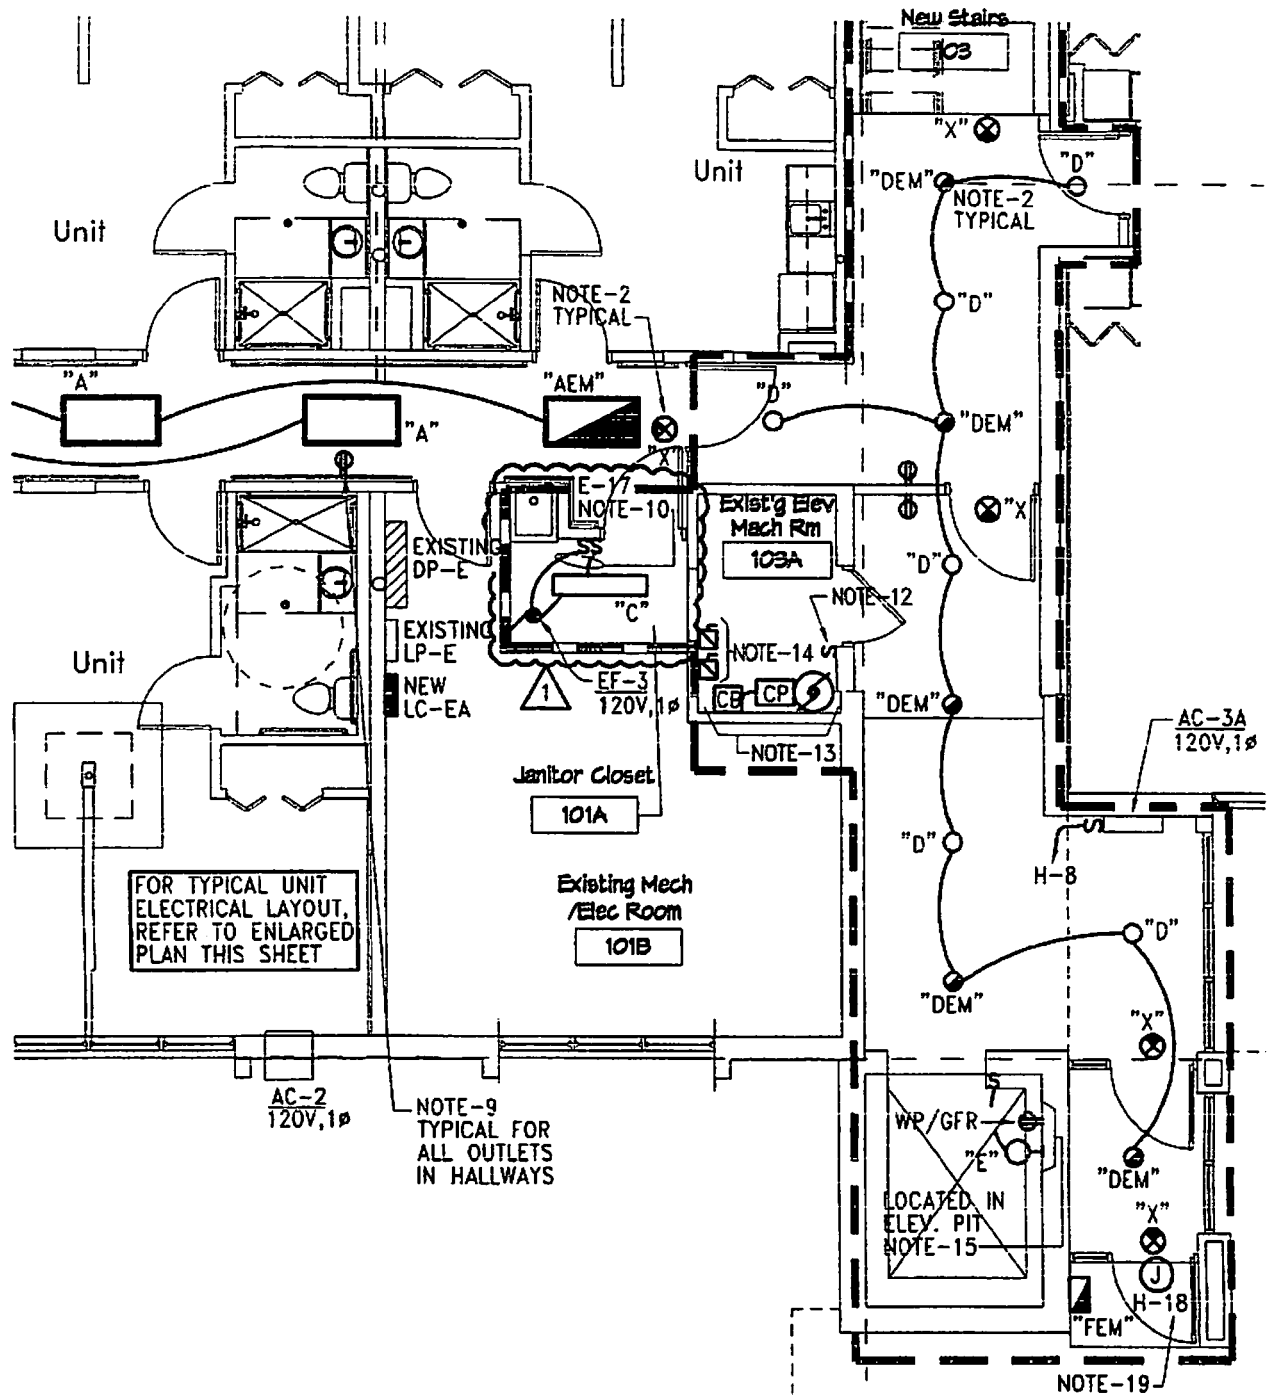 New Stairs
03
"X"
"D"
"DEM"
NOTE-2
TYPICAL
Unit
Unit
NOTE-2
TYPICAL
"D"
"A"
"AEM"
"D"
"A"
"DEM"
"X"
E-17
NOTE-10
Exist'g Elev
Mach Rm
103A
"X
EXISTING
DP-E
SS
"D"
"C"
NOTE-12
EXISTING
LP-E
NOTE-14
S
Unit
NEW
LC-EA
1
EF-3
120V,1ø
CB
CP
"DEM"
AC-3A
120V,1ø
NOTE-13
Janitor Closet
101A
"D"
S
H-8
FOR TYPICAL UNIT
ELECTRICAL LAYOUT,
REFER TO ENLARGED
PLAN THIS SHEET
Existing Mech
/Elec Room
101B
"D"
"DEM"
"X"
AC-2
120V,1ø
NOTE-9
TYPICAL FOR
ALL OUTLETS
IN HALLWAYS
S
WP/GFR
"E"
"DEM"
LOCATED IN
ELEV. PIT
NOTE-15
"X"
J
H-18
"FEM"
NOTE-19